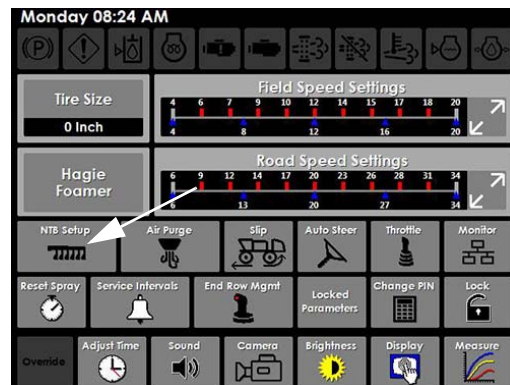 Monday 08:24 AM
Tire Size
0 Inch
Field Speed Settings
4 6 7 9 10 12 14 15 17 18 20
4 8 12 16 20
Hagie
Foamer
Road Speed Settings
6 9 12 14 17 20 23 26 28 31 34
6 13 20 27 34
NTB Setup
Air Purge
Slip
Auto Steer
Throttle
Monitor
Reset Spray
Service Intervals
End Row Mgmt
Locked
Parameters
Change PIN
Lock
Override
Adjust Time
Sound
Camera
Brightness
Display
Measure